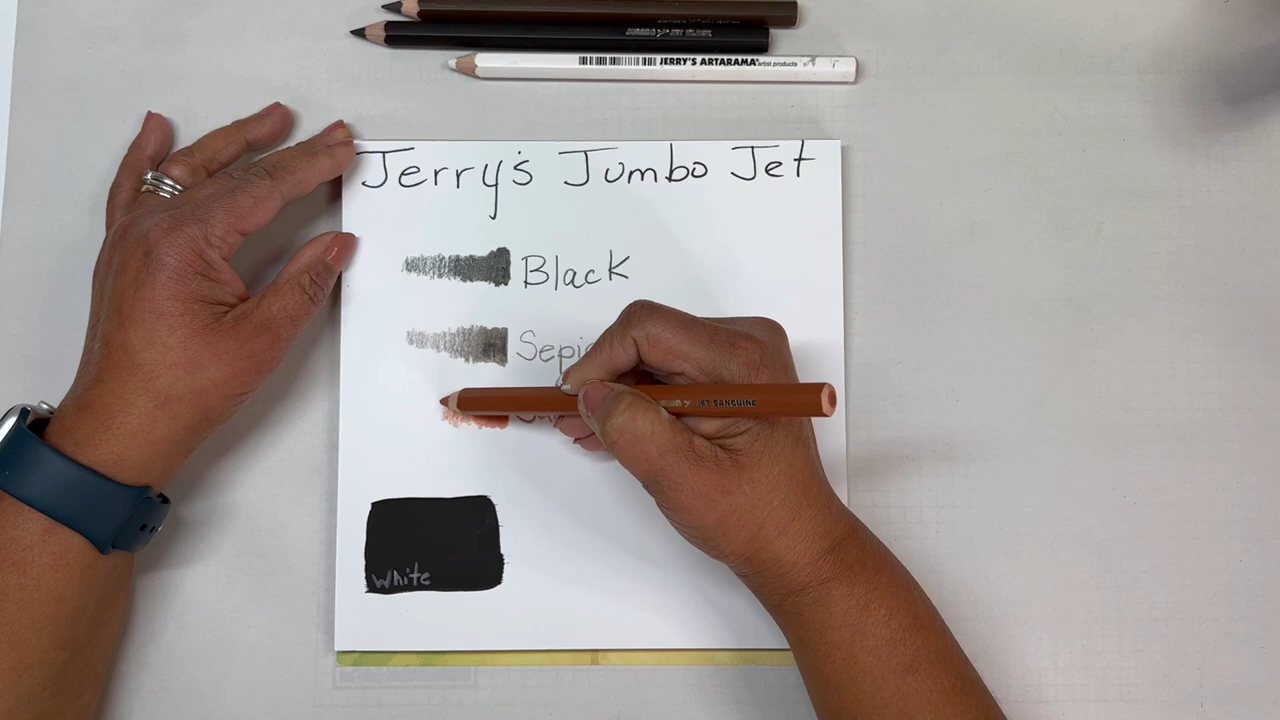 JUMBO JET BLACK
JERRY'S ARTARAMA® artist products
Jerry's Jumbo Jet
Black
Sepi
JET SANGUINE
White